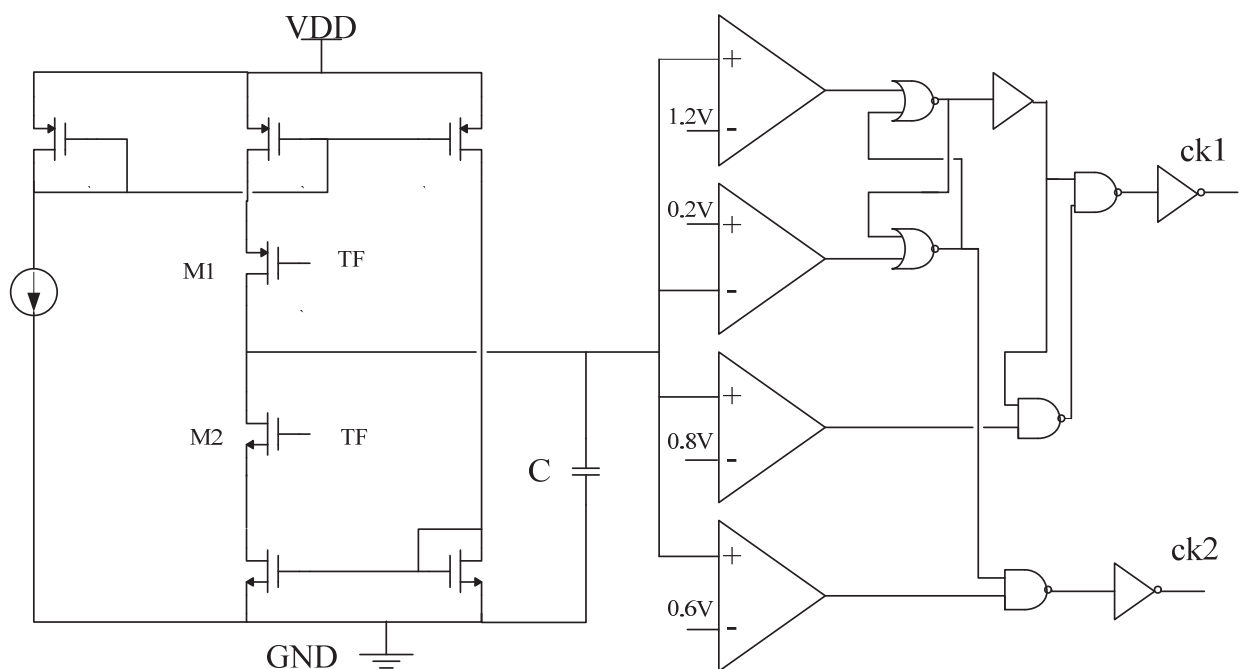 VDD
+
1.2V
-
ck1
0.2V
+
M1
TF
-
+
M2
TF
0.8V
-
C
+
ck2
0.6V
-
GND